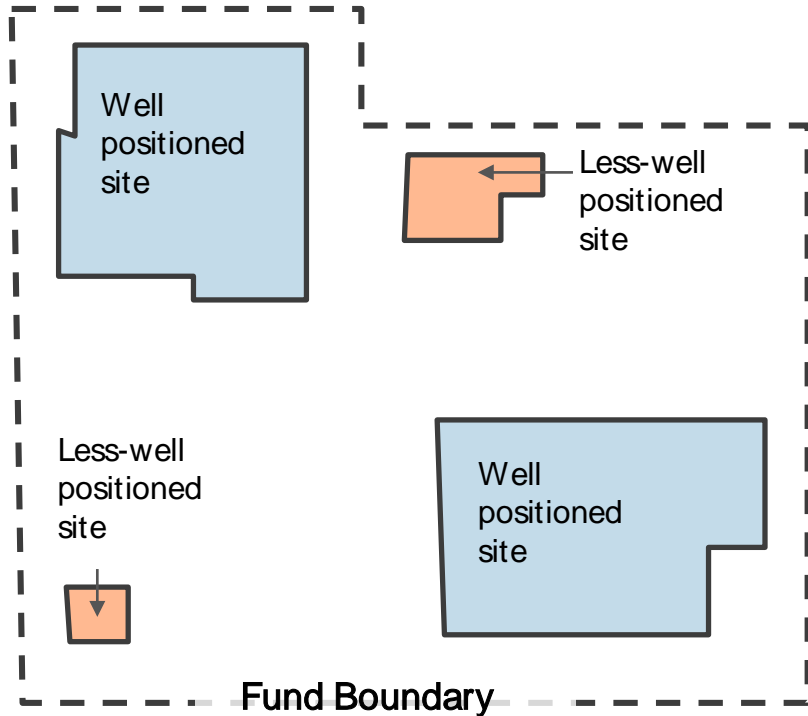 Well
positioned
site
Less-well
positioned
site
Less-well
positioned
site
Well
positioned
site
Fund Boundary